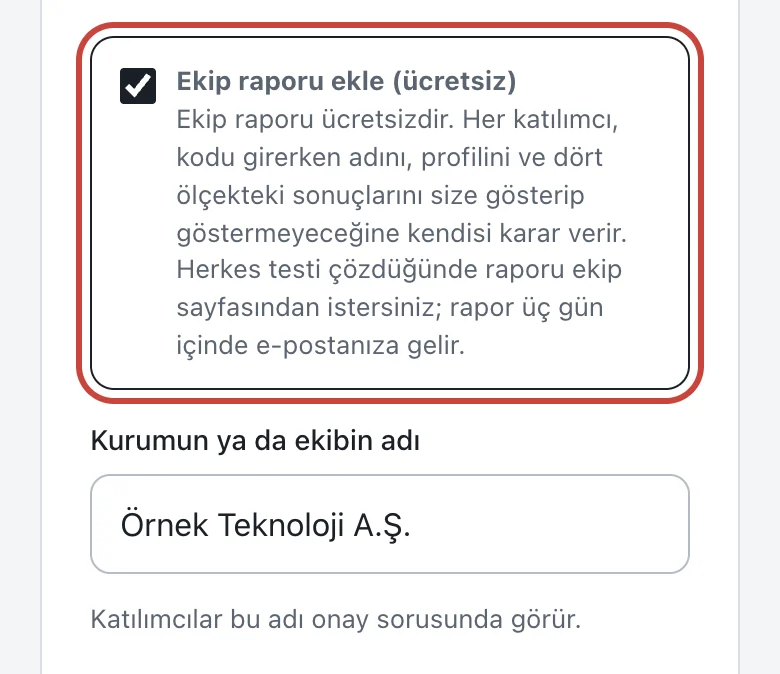 Ekip raporu ekle (ücretsiz)
Ekip raporu ücretsizdir. Her katılımcı,
kodu girerken adını, profilini ve dört
ölçekteki sonuçlarını size gösterip
göstermeyeceğine kendisi karar verir.
Herkes testi çözdüğünde raporu ekip
sayfasından istersiniz; rapor üç gün
içinde e-postanıza gelir.
Kurumun ya da ekibin adı
Örnek Teknoloji A.Ş.
Katılımcılar bu adı onay sorusunda görür.